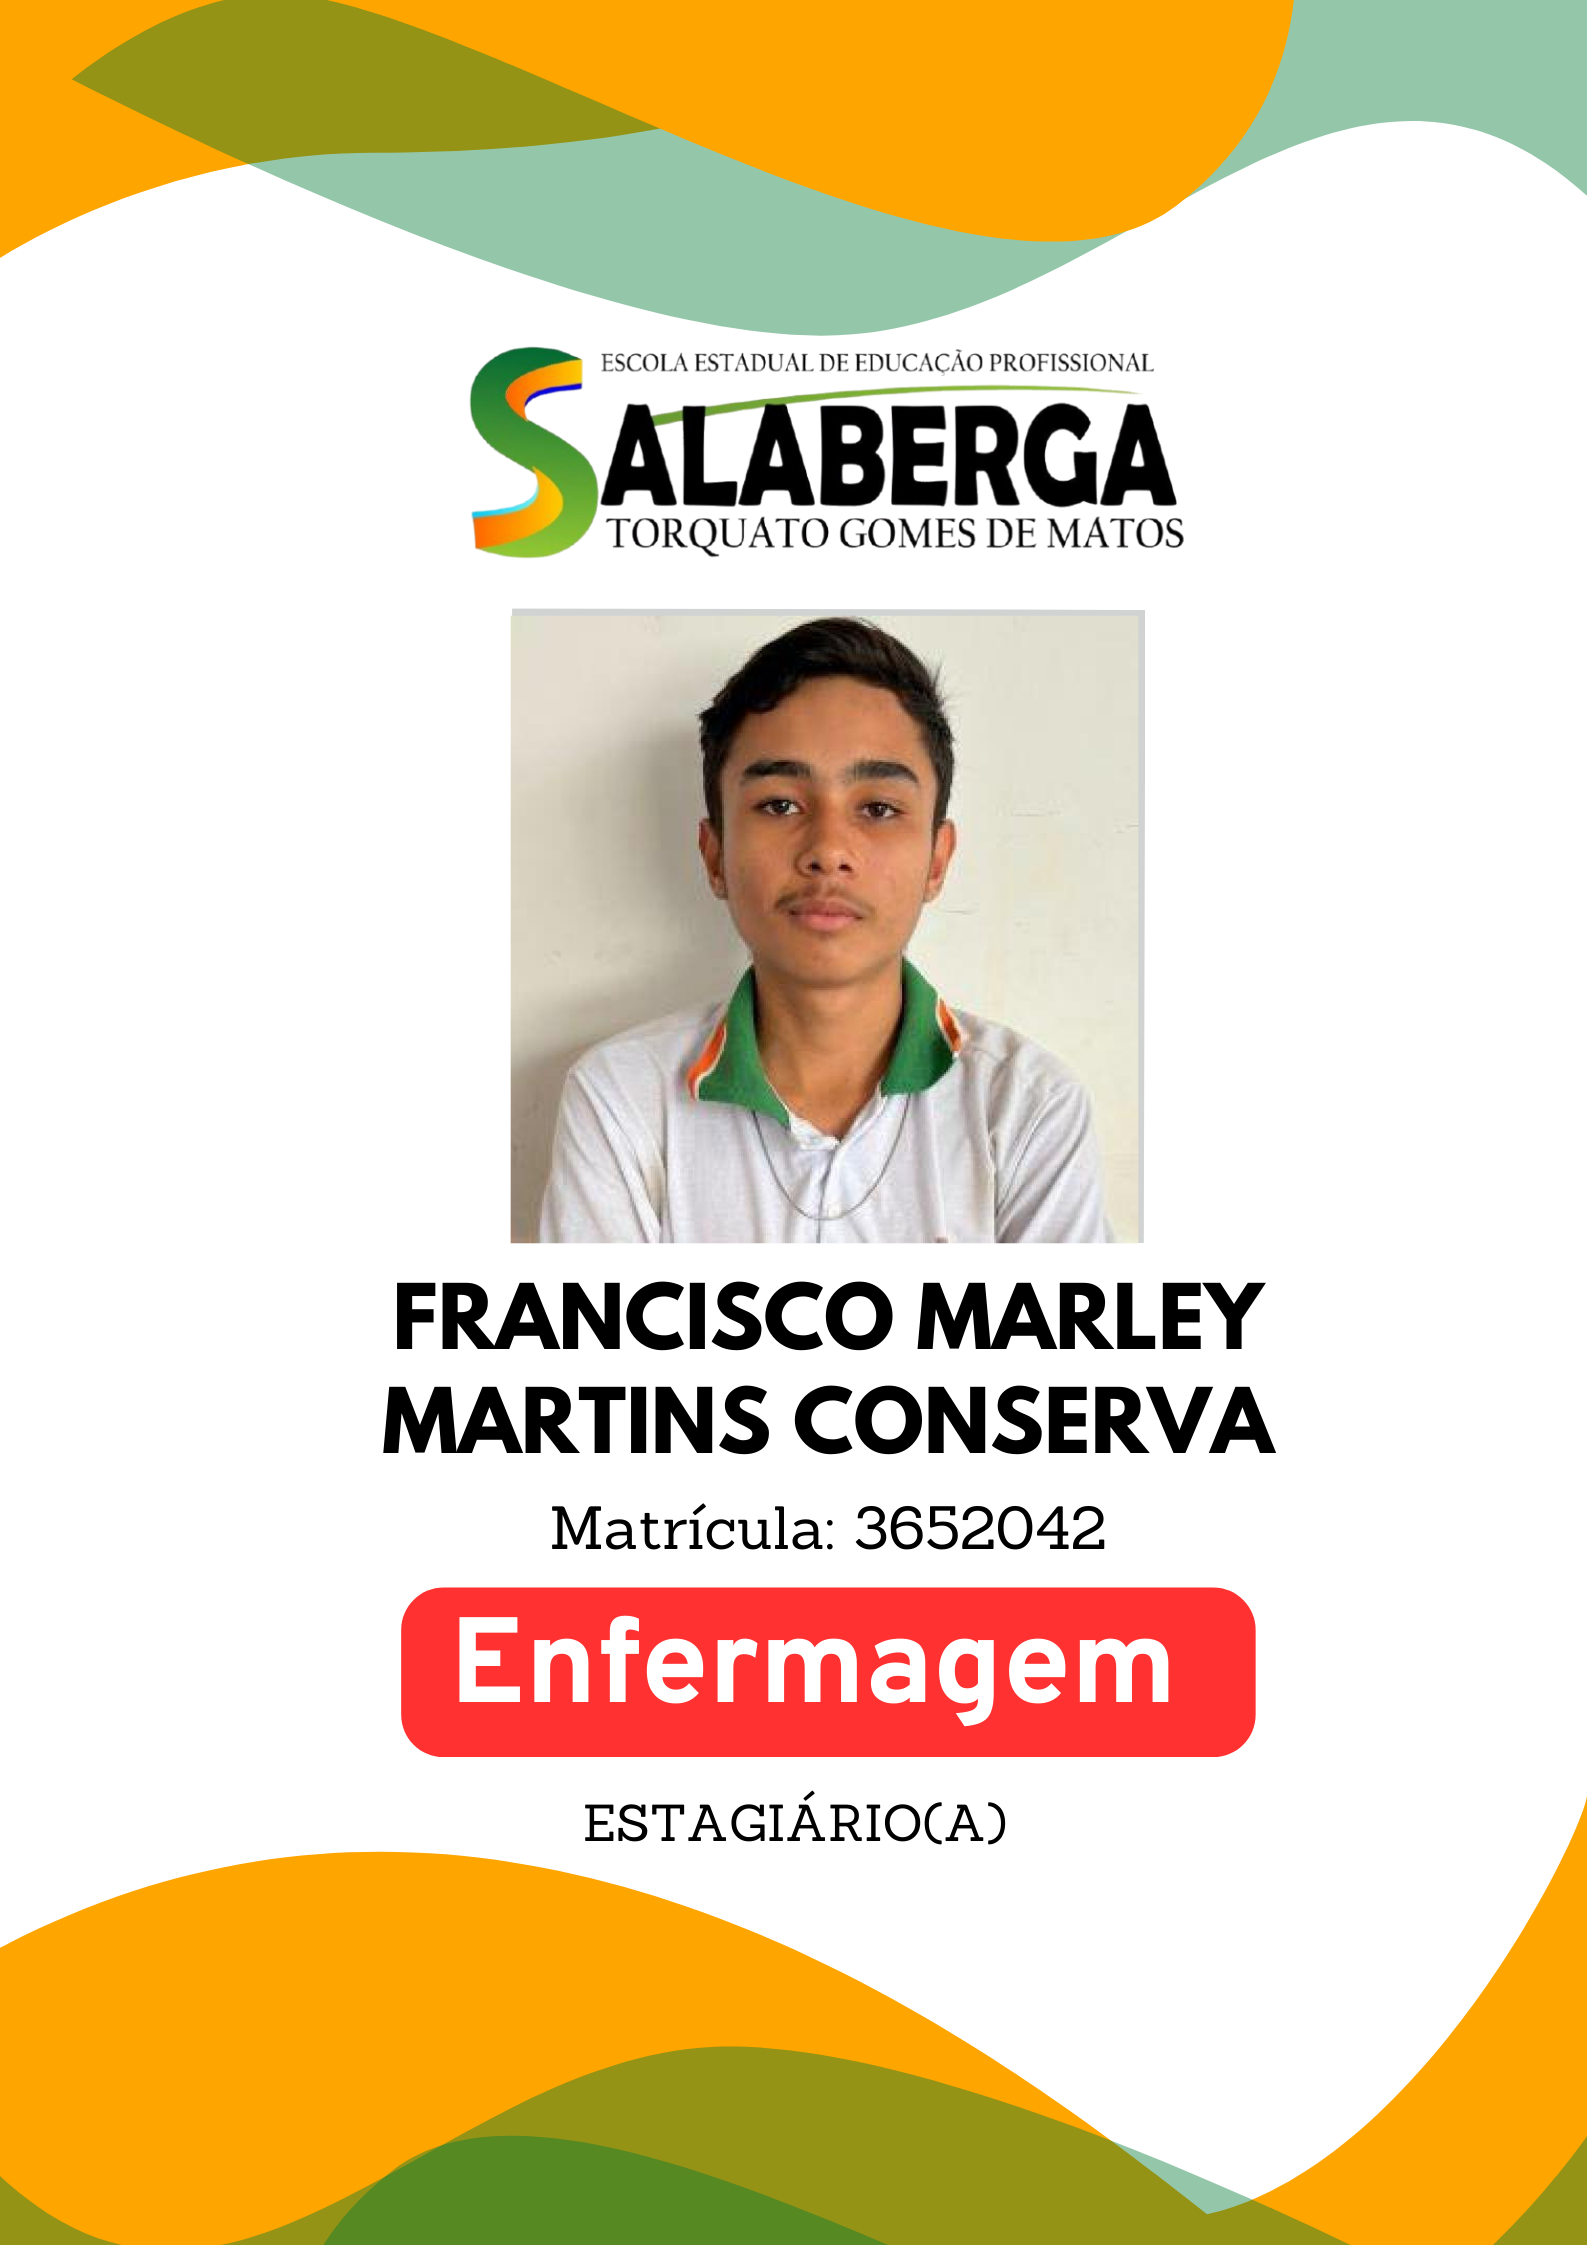 ESCOLA ESTADUAL DE EDUCAÇÃO PROFISSIONAL
SALABERGA
TORQUATO GOMES DE MATOS
FRANCISCO MARLEY
MARTINS CONSERVA
Matrícula: 3652042
Enfermagem
ESTAGIÁRIO(A)